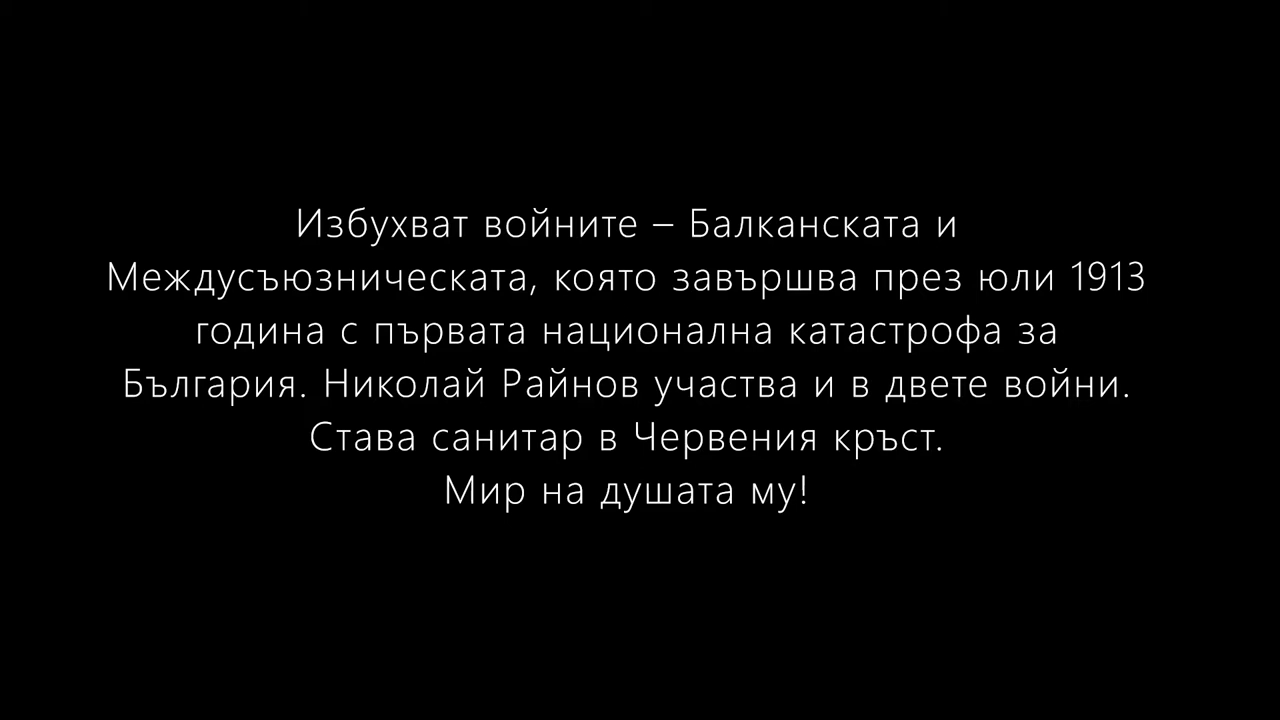 Избухват войните – Балканската и
Междусъюзническата, която завършва през юли 1913
година с първата национална катастрофа за
България. Николай Райнов участва и в двете войни.
Става санитар в Червения кръст.
Мир на душата му!